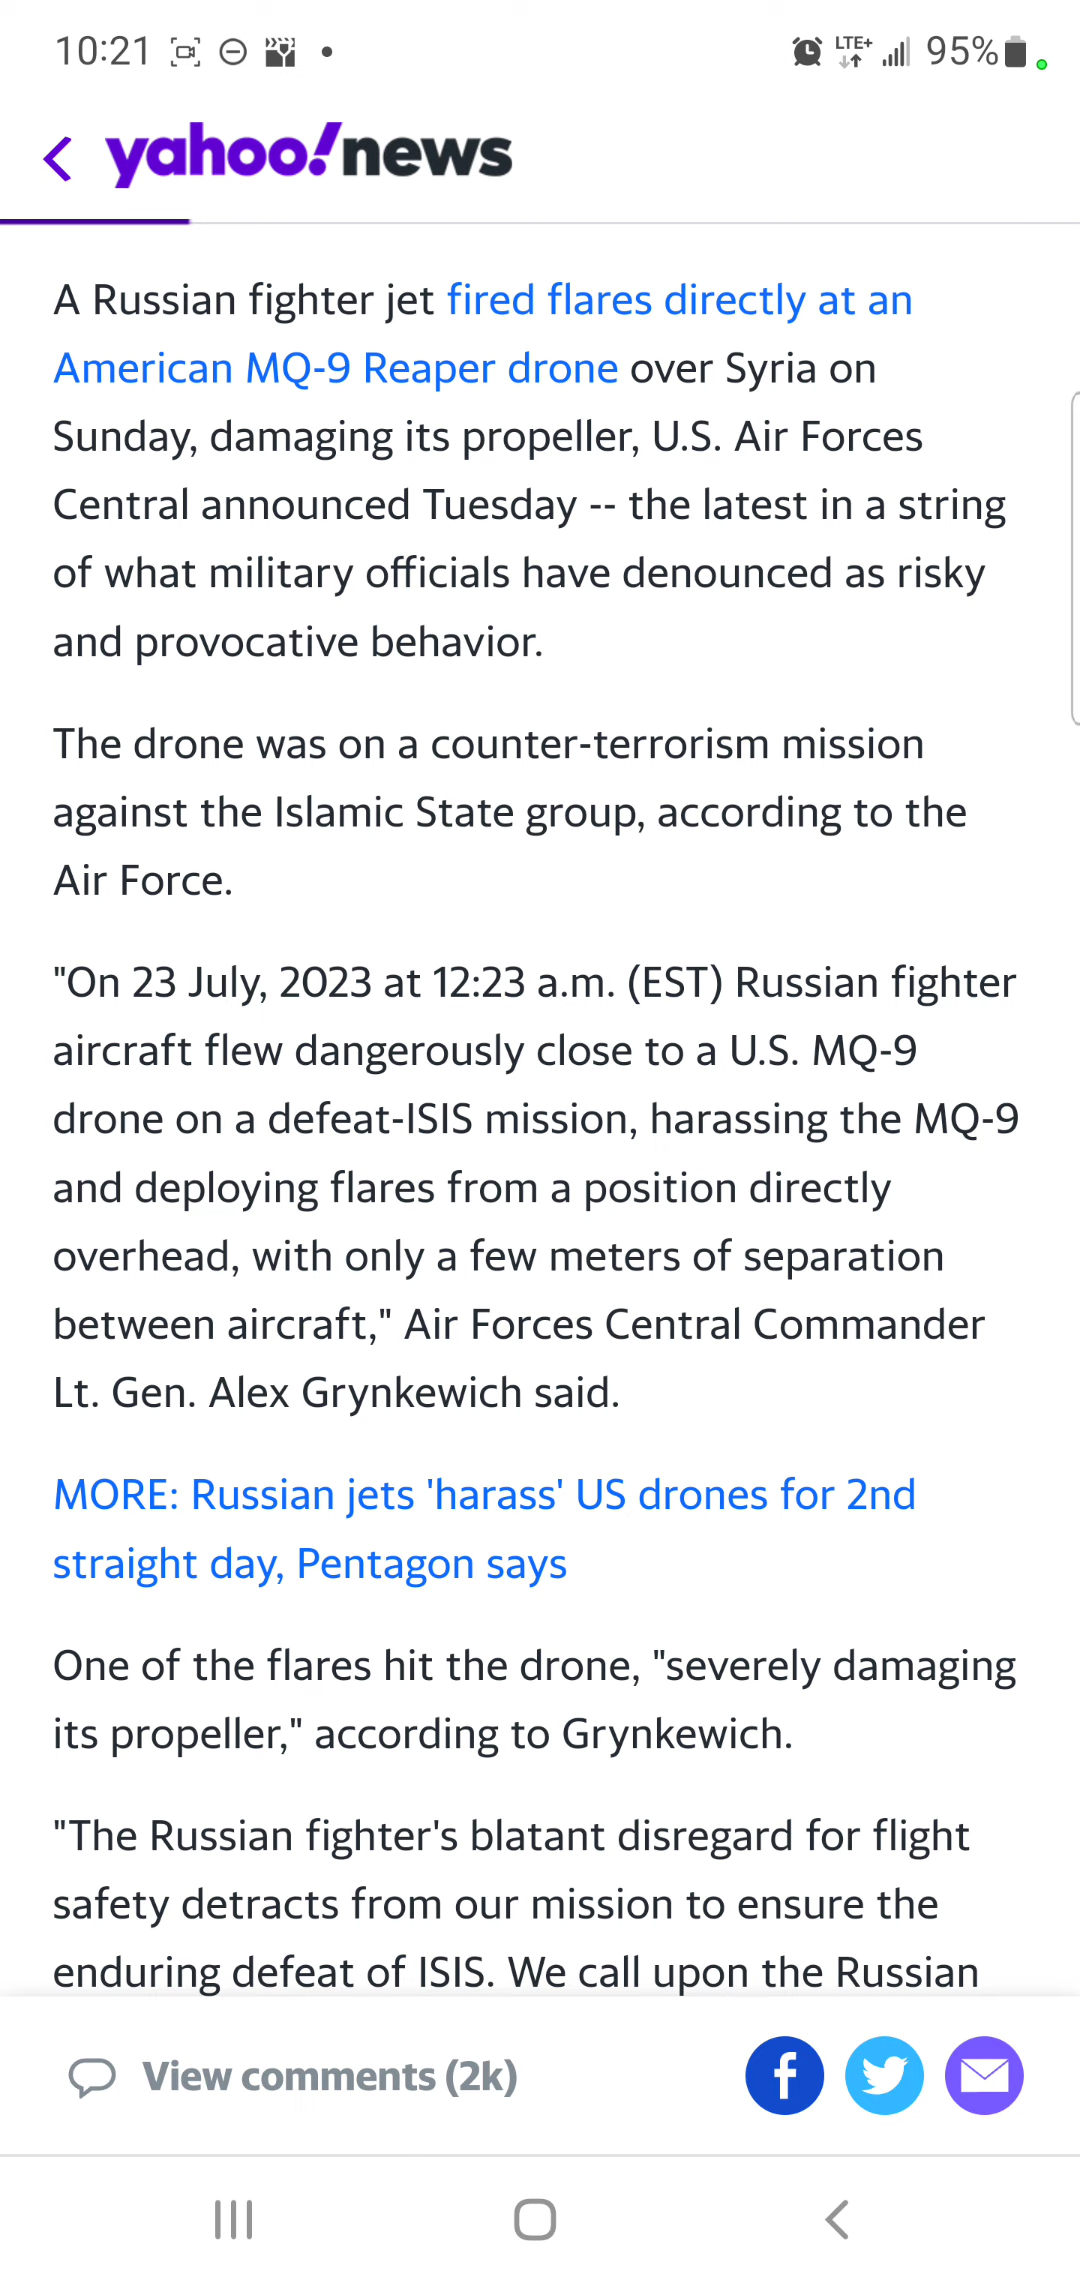 10:21
LTE+ 95%
yahoo!news
A Russian fighter jet fired flares directly at an
American MQ-9 Reaper drone over Syria on
Sunday, damaging its propeller, U.S. Air Forces
Central announced Tuesday -- the latest in a string
of what military officials have denounced as risky
and provocative behavior.
The drone was on a counter-terrorism mission
against the Islamic State group, according to the
Air Force.
"On 23 July, 2023 at 12:23 a.m. (EST) Russian fighter
aircraft flew dangerously close to a U.S. MQ-9
drone on a defeat-ISIS mission, harassing the MQ-9
and deploying flares from a position directly
overhead, with only a few meters of separation
between aircraft," Air Forces Central Commander
Lt. Gen. Alex Grynkewich said.
MORE: Russian jets 'harass' US drones for 2nd
straight day, Pentagon says
One of the flares hit the drone, "severely damaging
its propeller," according to Grynkewich.
"The Russian fighter's blatant disregard for flight
safety detracts from our mission to ensure the
enduring defeat of ISIS. We call upon the Russian
View comments (2k)